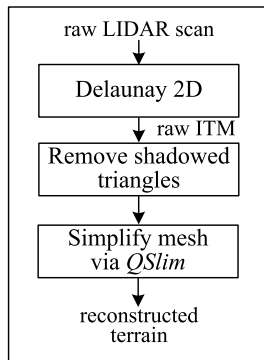 raw LIDAR scan
Delaunay 2D
raw ITM
Remove shadowed
triangles
Simplify mesh
via QSlim
reconstructed
terrain